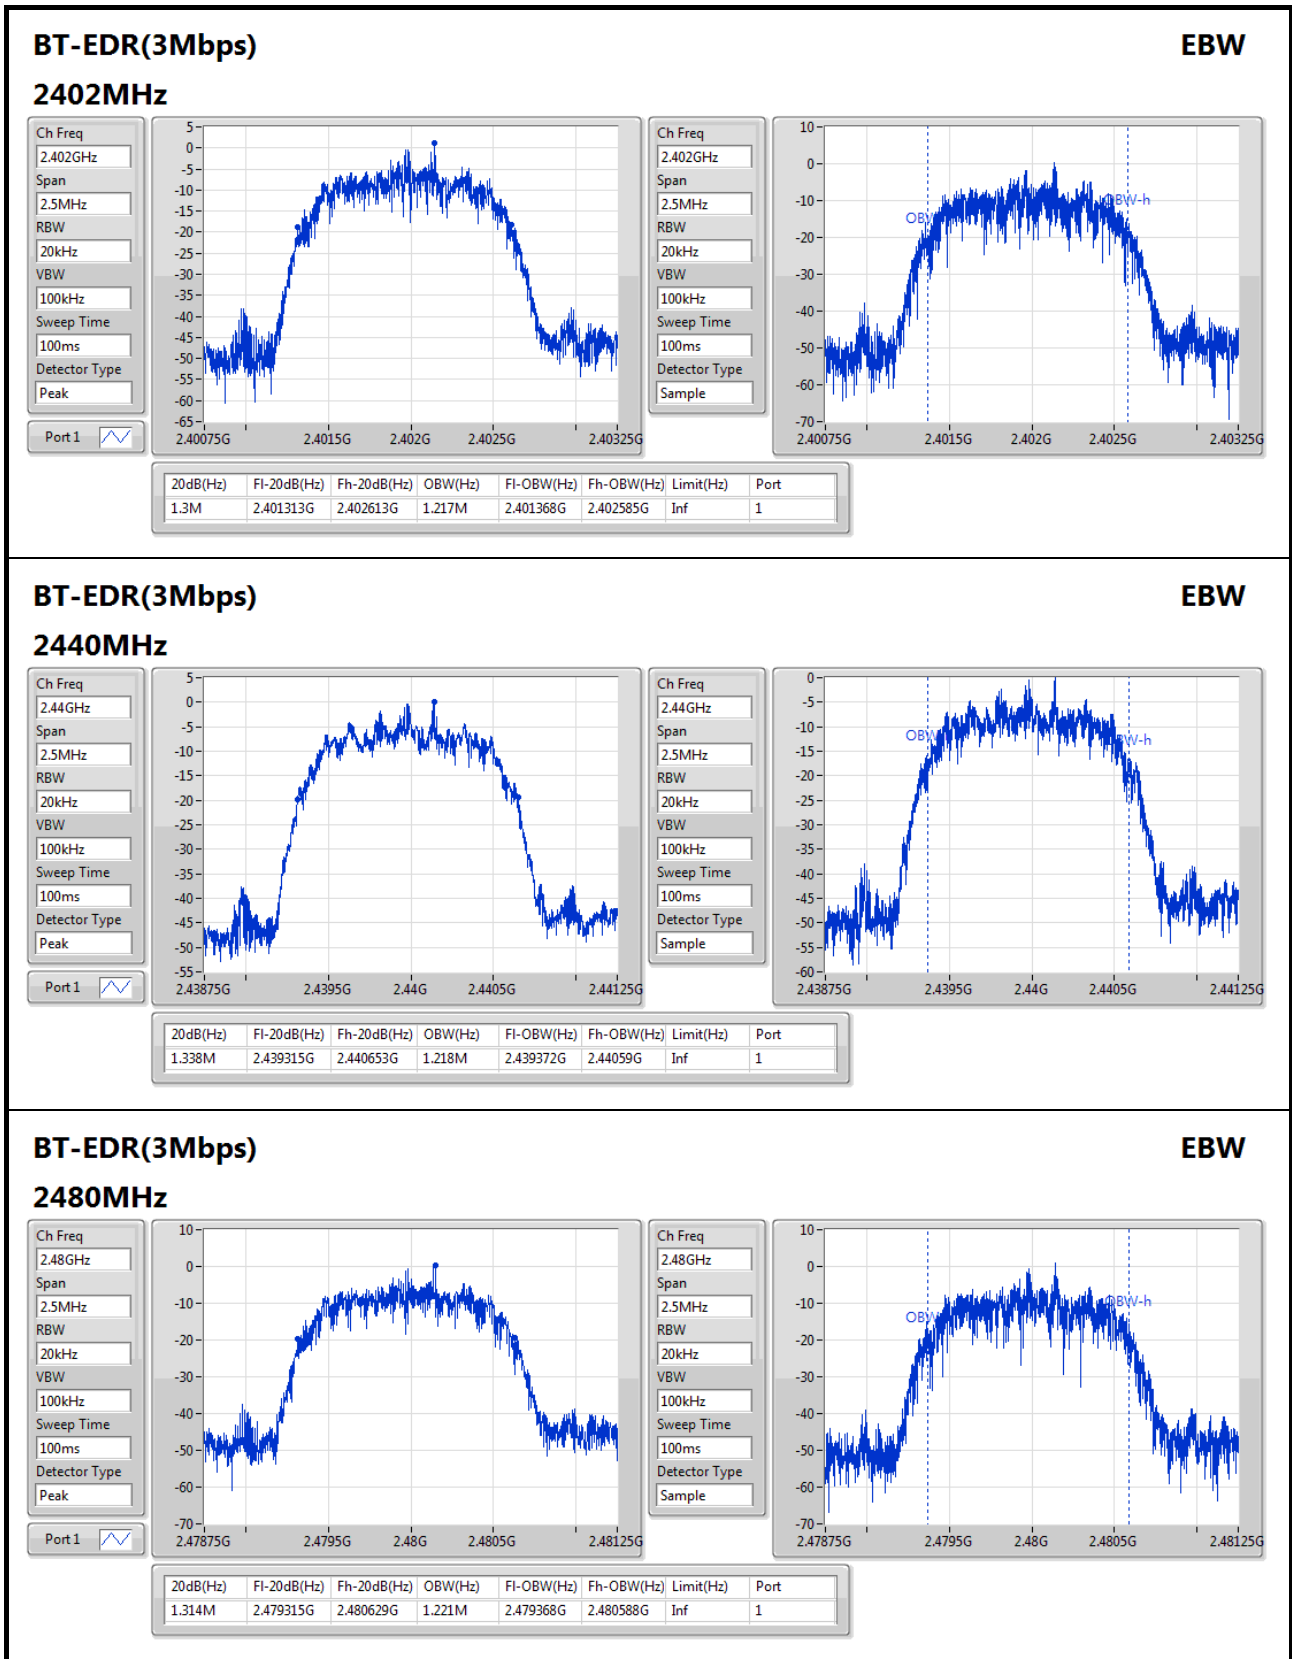 BT-EDR(3Mbps) EBW
2402MHz
Ch Freq
2.402GHz
Span
2.5MHz
RBW
20kHz
VBW
100kHz
Sweep Time
100ms
Detector Type
Peak
Port 1
5
0
-5
-10
-15
-20
-25
-30
-35
-40
-45
-50
-55
-60
-65
2.40075G 2.4015G 2.402G 2.4025G 2.40325G
Ch Freq
2.402GHz
Span
2.5MHz
RBW
20kHz
VBW
100kHz
Sweep Time
100ms
Detector Type
Sample
10
0
-10
-20
-30
-40
-50
-60
-70
OBW-h
2.40075G 2.4015G 2.402G 2.4025G 2.40325G
20dB(Hz) Fl-20dB(Hz) Fh-20dB(Hz) OBW(Hz) Fl-OBW(Hz) Fh-OBW(Hz) Limit(Hz) Port
1.3M 2.401313G 2.402613G 1.217M 2.401368G 2.402585G Inf 1
BT-EDR(3Mbps) EBW
2440MHz
Ch Freq
2.44GHz
Span
2.5MHz
RBW
20kHz
VBW
100kHz
Sweep Time
100ms
Detector Type
Peak
Port 1
5
0
-5
-10
-15
-20
-25
-30
-35
-40
-45
-50
-55
2.43875G 2.4395G 2.44G 2.4405G 2.44125G
Ch Freq
2.44GHz
Span
2.5MHz
RBW
20kHz
VBW
100kHz
Sweep Time
100ms
Detector Type
Sample
0
-5
-10
-15
-20
-25
-30
-35
-40
-45
-50
-55
-60
2.43875G 2.4395G 2.44G 2.4405G 2.44125G
20dB(Hz) Fl-20dB(Hz) Fh-20dB(Hz) OBW(Hz) Fl-OBW(Hz) Fh-OBW(Hz) Limit(Hz) Port
1.338M 2.439315G 2.440653G 1.218M 2.439372G 2.44059G Inf 1
BT-EDR(3Mbps) EBW
2480MHz
Ch Freq
2.48GHz
Span
2.5MHz
RBW
20kHz
VBW
100kHz
Sweep Time
100ms
Detector Type
Peak
Port 1
10
0
-10
-20
-30
-40
-50
-60
-70
2.47875G 2.4795G 2.48G 2.4805G 2.48125G
Ch Freq
2.48GHz
Span
2.5MHz
RBW
20kHz
VBW
100kHz
Sweep Time
100ms
Detector Type
Sample
10
0
-10
-20
-30
-40
-50
-60
-70
OBW-h
2.47875G 2.4795G 2.48G 2.4805G 2.48125G
20dB(Hz) Fl-20dB(Hz) Fh-20dB(Hz) OBW(Hz) Fl-OBW(Hz) Fh-OBW(Hz) Limit(Hz) Port
1.314M 2.479315G 2.480629G 1.221M 2.479368G 2.480588G Inf 1